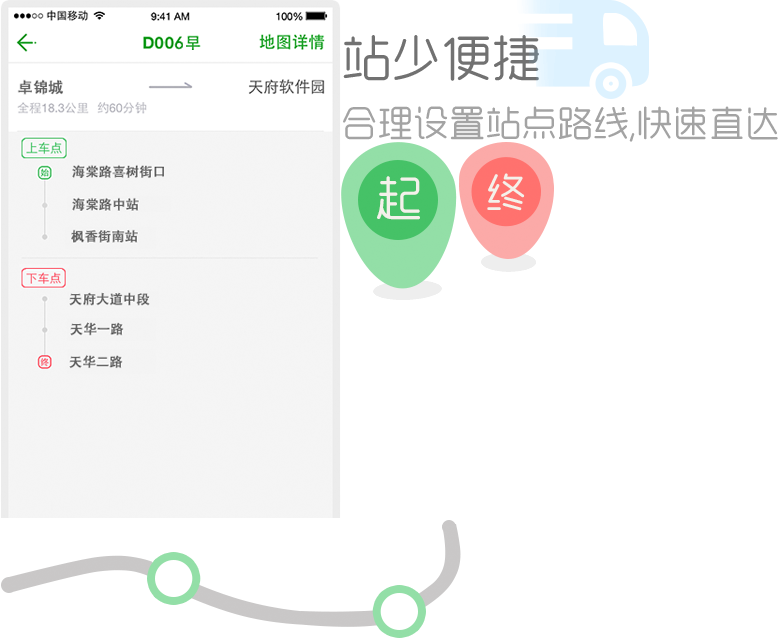 中国移动 9:41 AM 100%
D006早 地图详情
卓锦城 天府软件园
全程18.3公里 约60分钟
上车点
始 海棠路喜树街口
海棠路中站
枫香街南站
下车点
天府大道中段
天华一路
终 天华二路
站少便捷
合理设置站点路线,快速直达
起 终